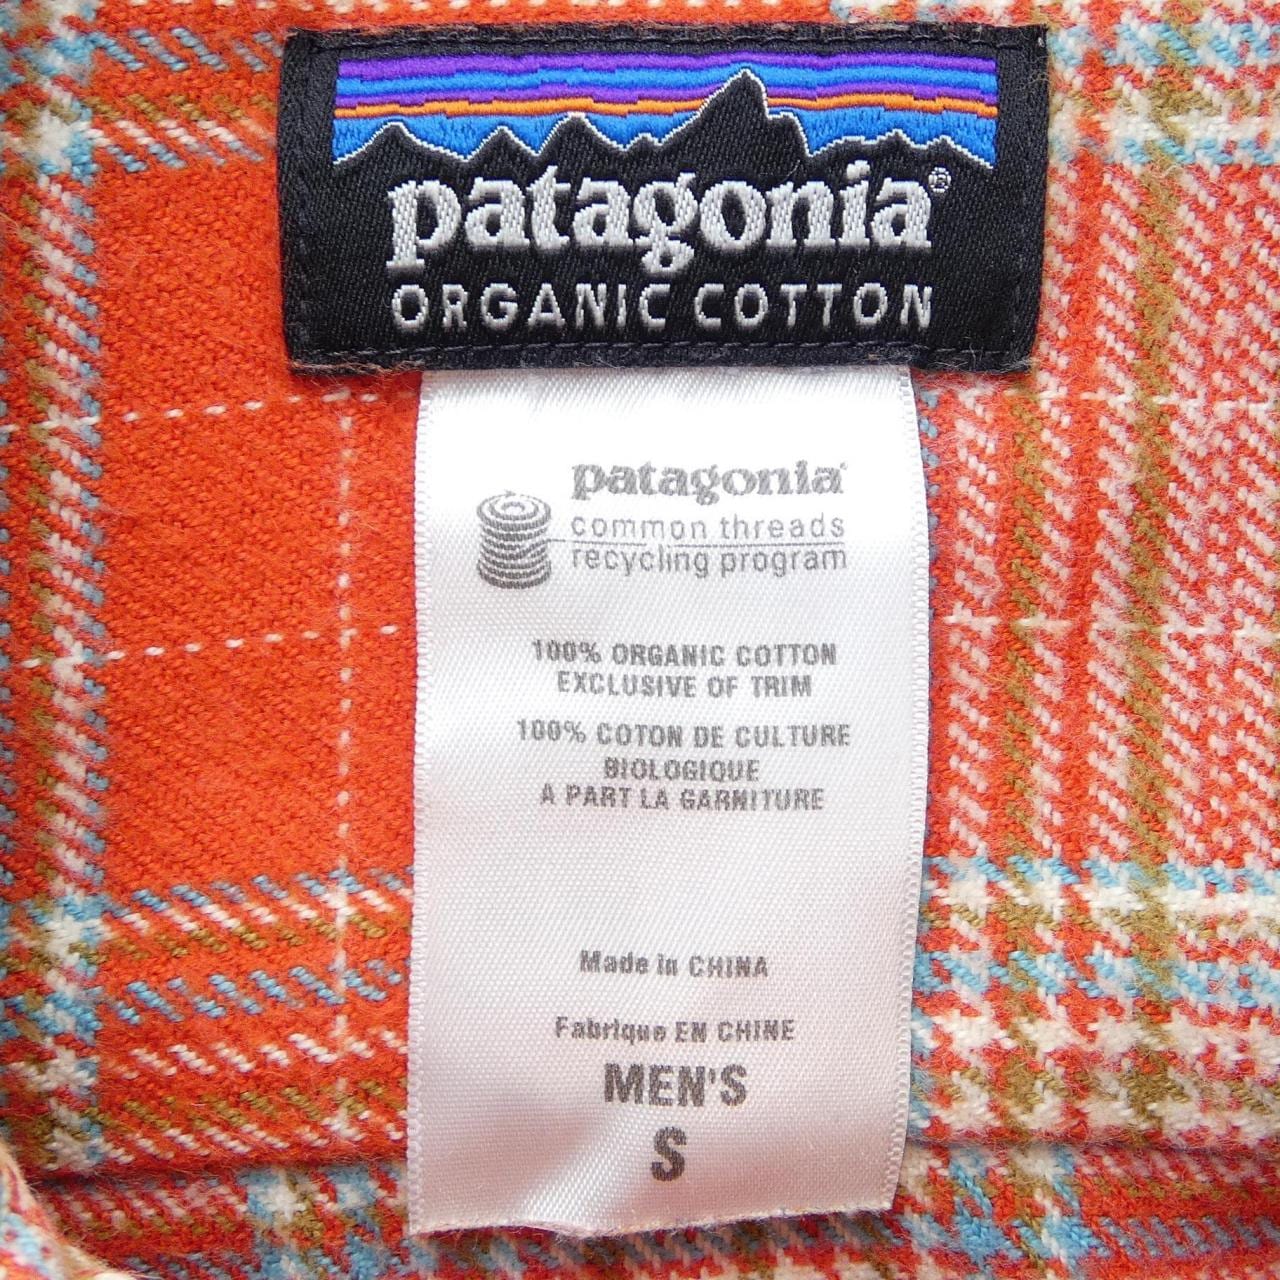 patagonia®
ORGANIC COTTON
patagonia
common threads
recycling program
100% ORGANIC COTTON
EXCLUSIVE OF TRIM
100% COTON DE CULTURE
BIOLOGIQUE
A PART LA GARNITURE
Made in CHINA
Fabrique EN CHINE
MEN'S
S